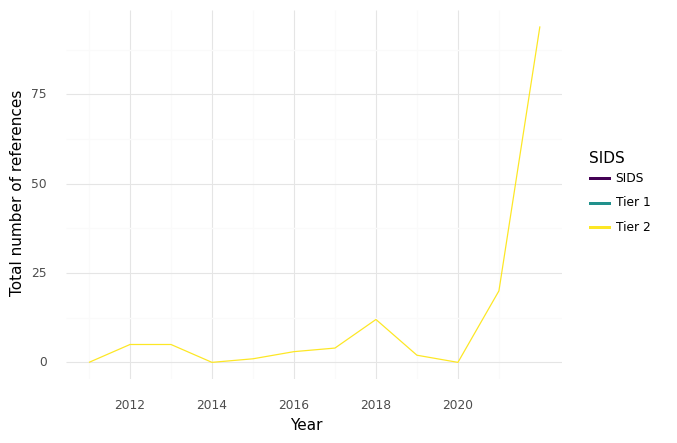 75
50
25
0
Total number of references
2012 2014 2016 2018 2020
Year
SIDS
SIDS
Tier 1
Tier 2